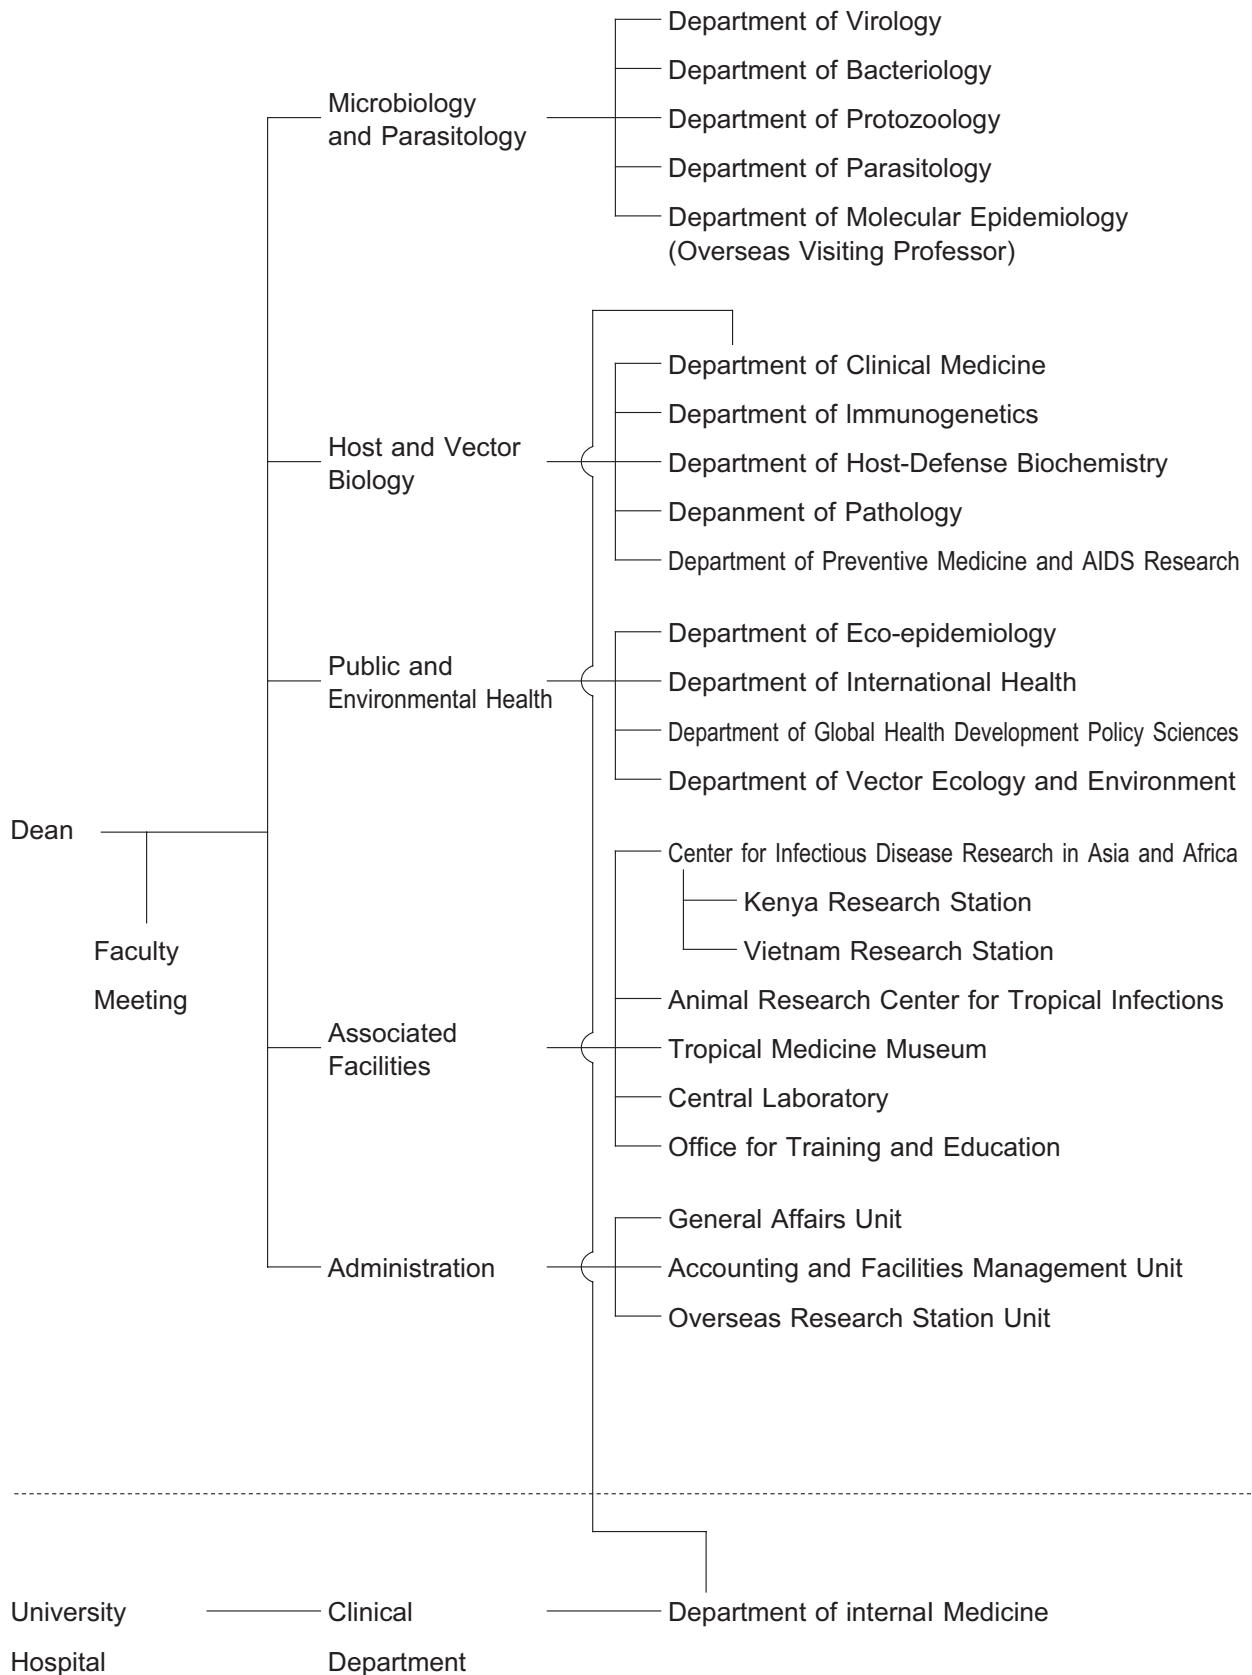 Department of Virology
Department of Bacteriology
Microbiology
and Parasitology
Department of Protozoology
Department of Parasitology
Department of Molecular Epidemiology
(Overseas Visiting Professor)
Department of Clinical Medicine
Department of Immunogenetics
Host and Vector
Biology
Department of Host-Defense Biochemistry
Depanment of Pathology
Department of Preventive Medicine and AIDS Research
Department of Eco-epidemiology
Public and
Environmental Health
Department of International Health
Department of Global Health Development Policy Sciences
Department of Vector Ecology and Environment
Dean
Faculty
Meeting
Center for Infectious Disease Research in Asia and Africa
Kenya Research Station
Vietnam Research Station
Animal Research Center for Tropical Infections
Associated
Facilities
Tropical Medicine Museum
Central Laboratory
Office for Training and Education
General Affairs Unit
Administration
Accounting and Facilities Management Unit
Overseas Research Station Unit
University
Hospital
Clinical
Department
Department of internal Medicine